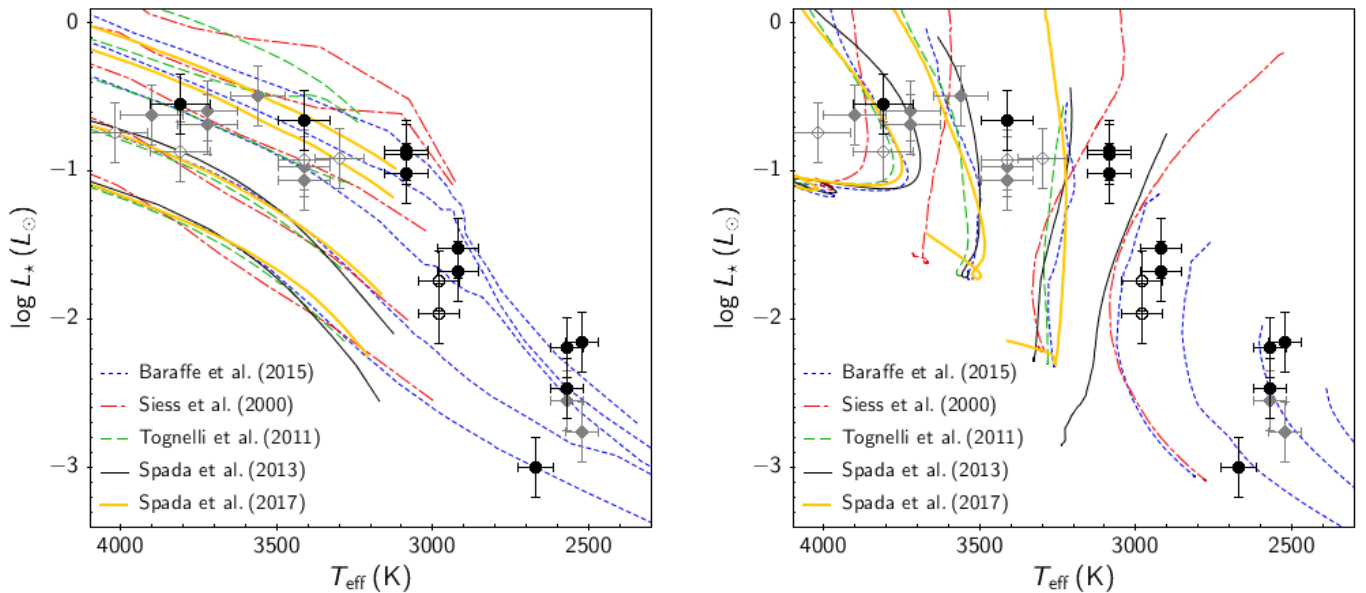 0
−1
−2
−3
log L⋆ (L⊙)
Baraffe et al. (2015)
Siess et al. (2000)
Tognelli et al. (2011)
Spada et al. (2013)
Spada et al. (2017)
4000 3500 3000 2500
Teff (K)
0
−1
−2
−3
log L⋆ (L⊙)
Baraffe et al. (2015)
Siess et al. (2000)
Tognelli et al. (2011)
Spada et al. (2013)
Spada et al. (2017)
4000 3500 3000 2500
Teff (K)